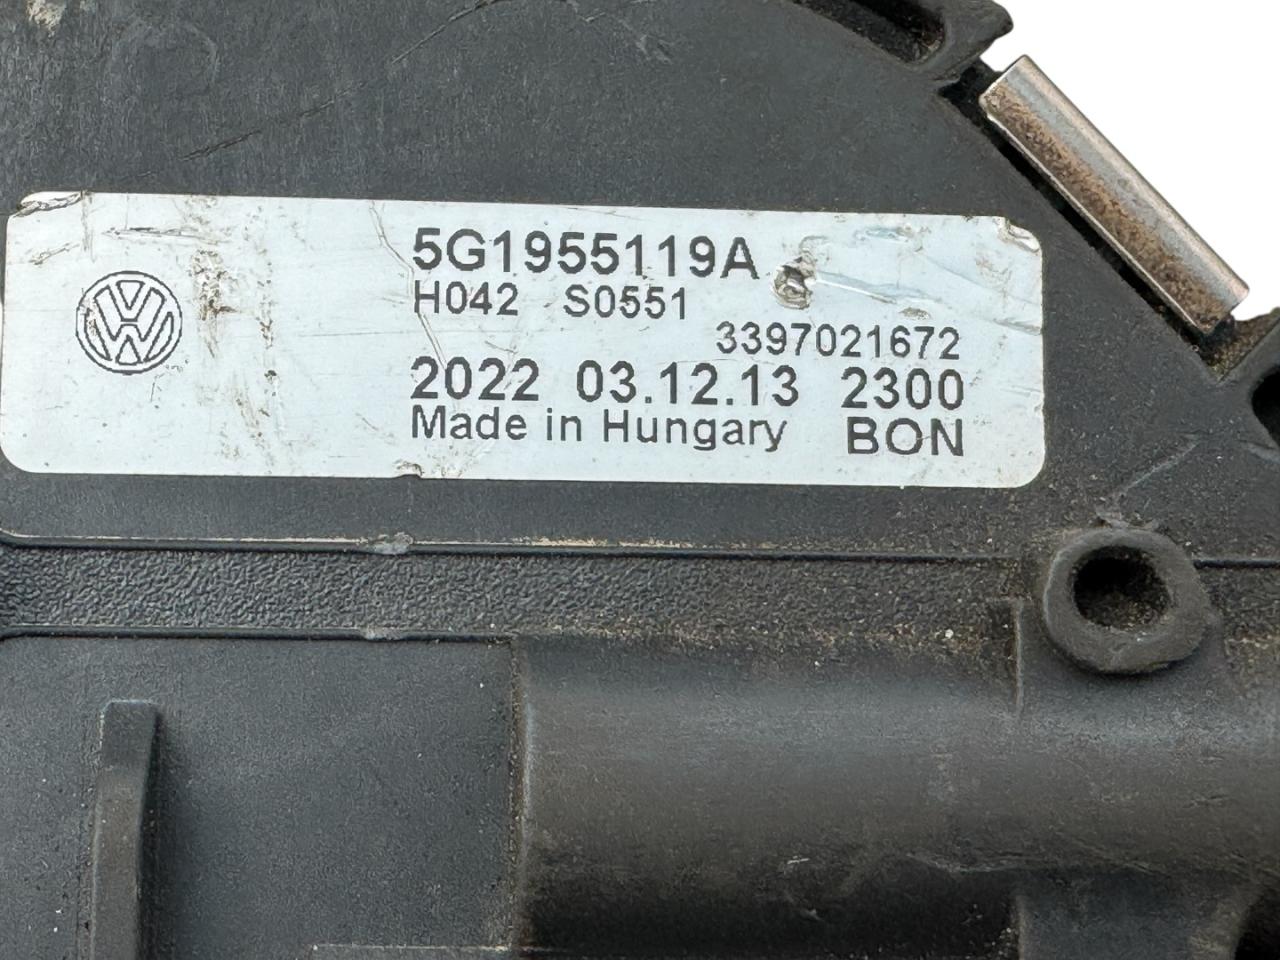 5G1955119A
H042 S0551
3397021672
2022 03.12.13 2300
Made in Hungary BON